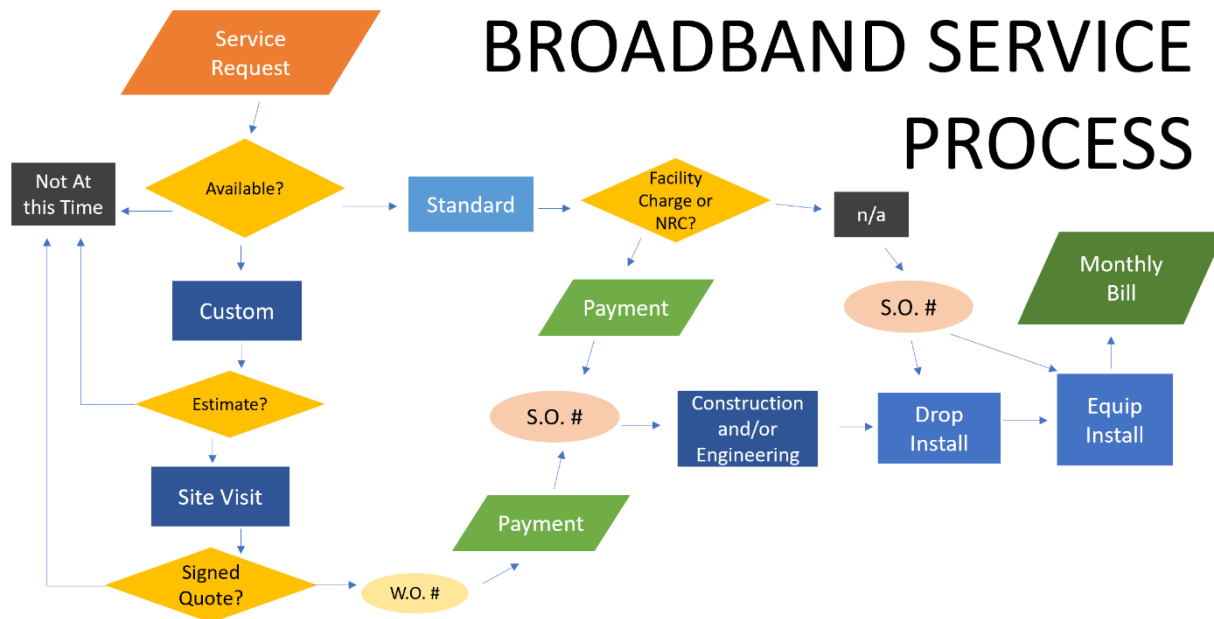 BROADBAND SERVICE
PROCESS
Service
Request
Not At
this Time
Available?
Standard
Facility
Charge or
NRC?
n/a
Custom
Payment
S.O. #
Monthly
Bill
Estimate?
S.O. #
Construction
and/or
Engineering
Drop
Install
Equip
Install
Site Visit
Payment
Signed
Quote?
W.O. #